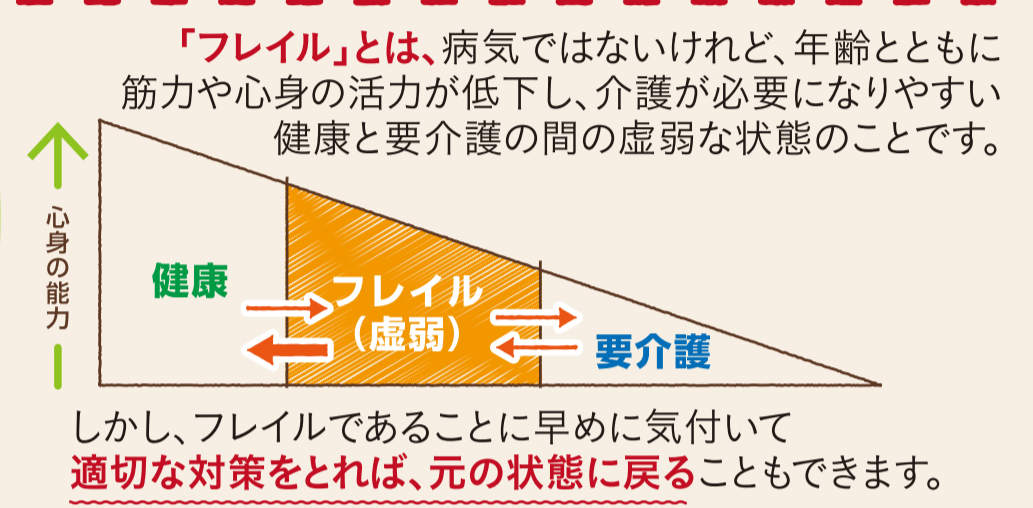 「フレイル」とは、病気ではないけれど、年齢とともに
筋力や心身の活力が低下し、介護が必要になりやすい
健康と要介護の間の虚弱な状態のことです。
心身の能力
健康
フレイル
（虚弱）
要介護
しかし、フレイルであることに早めに気付いて
適切な対策をとれば、元の状態に戻ることもできます。